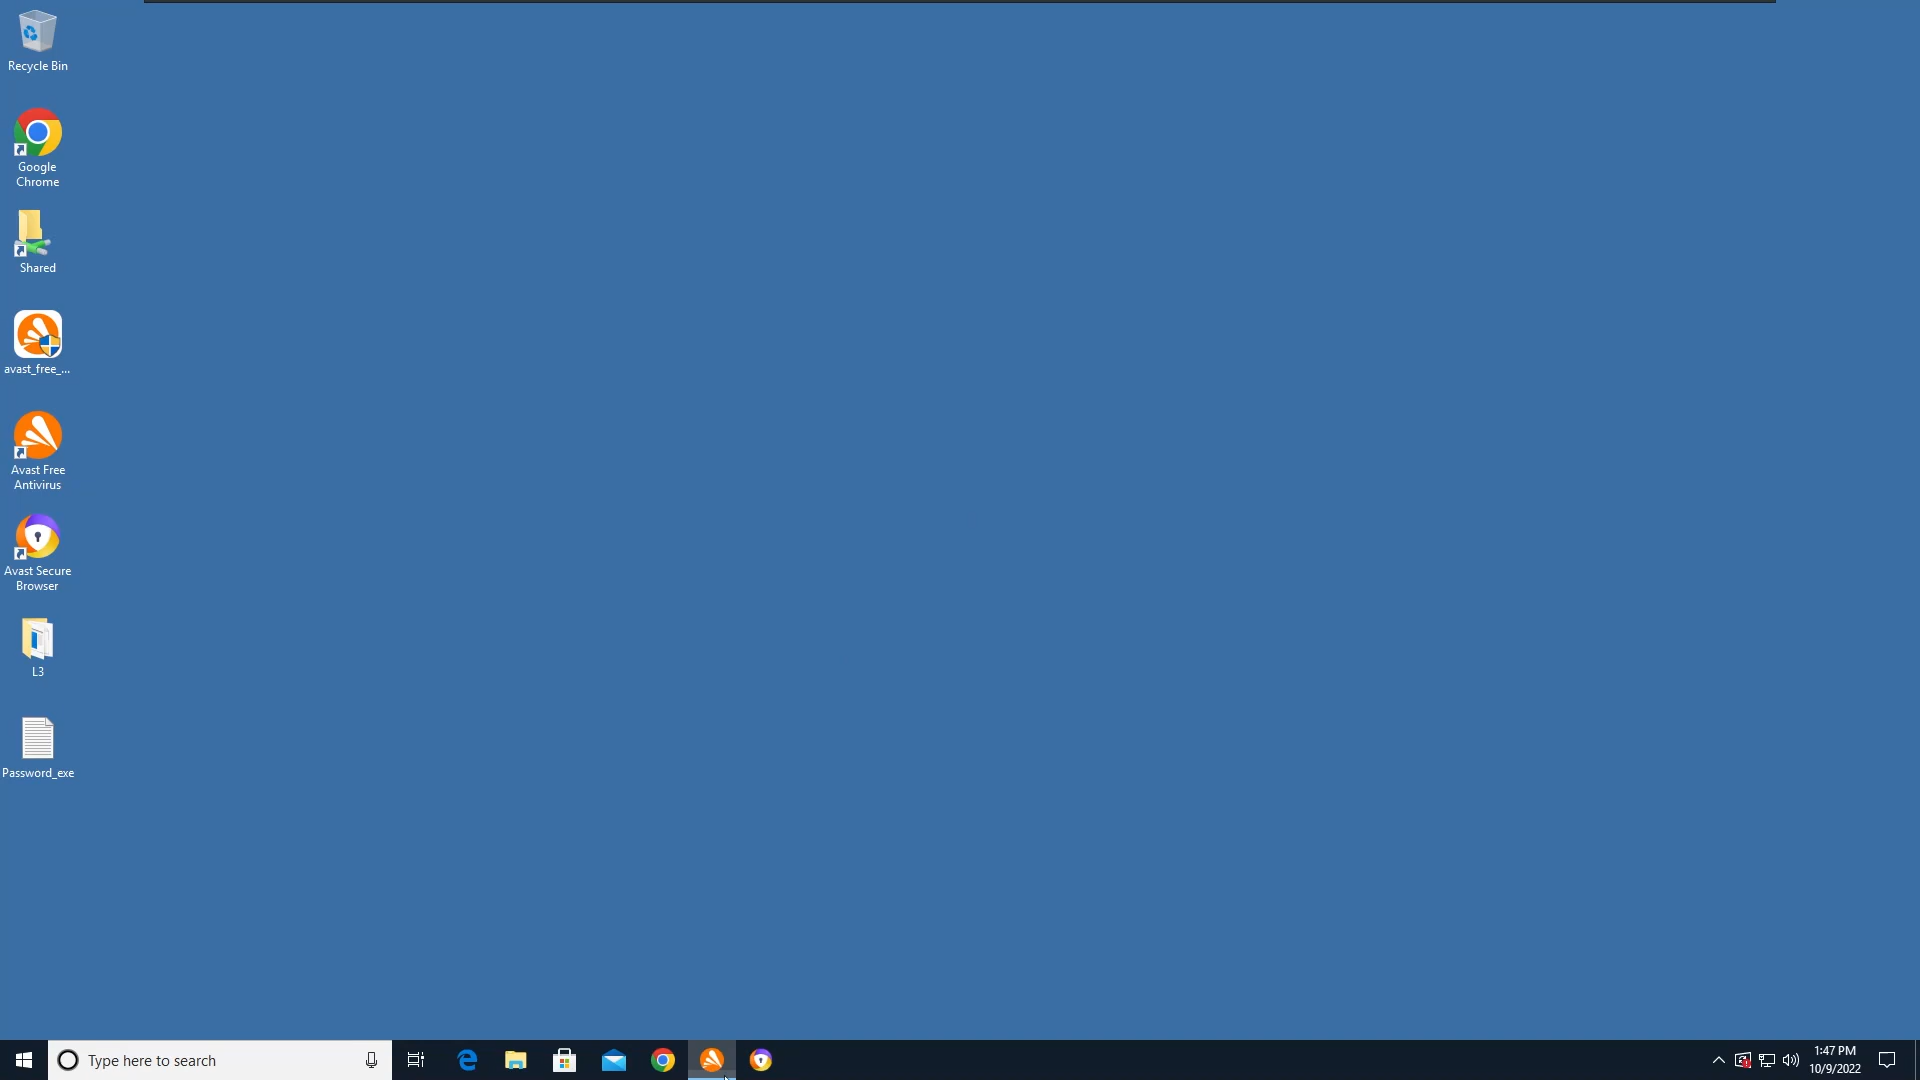 Recycle Bin
Google
Chrome
Shared
avast_free_...
Avast Free
Antivirus
Avast Secure
Browser
L3
Password_exe
Type here to search
1:47 PM
10/9/2022